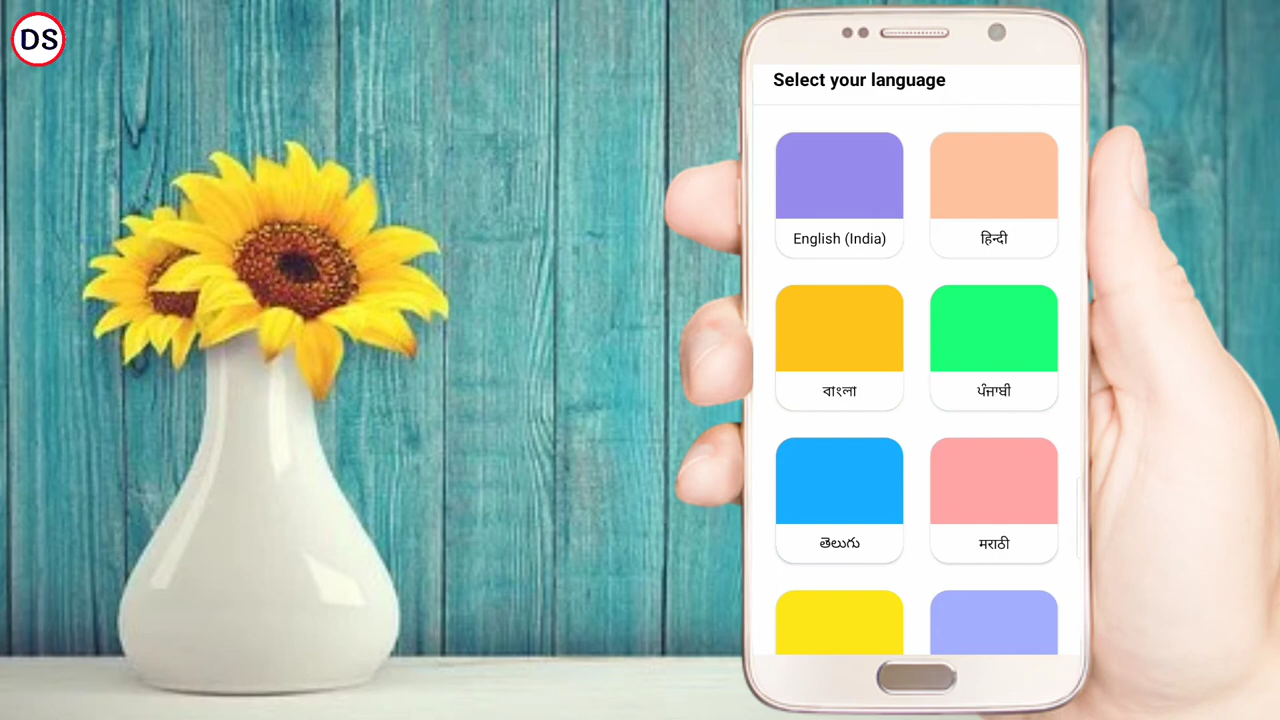 DS
Select your language
English (India)
हिन्दी
বাংলা
ਪੰਜਾਬੀ
తెలుగు
मराठी